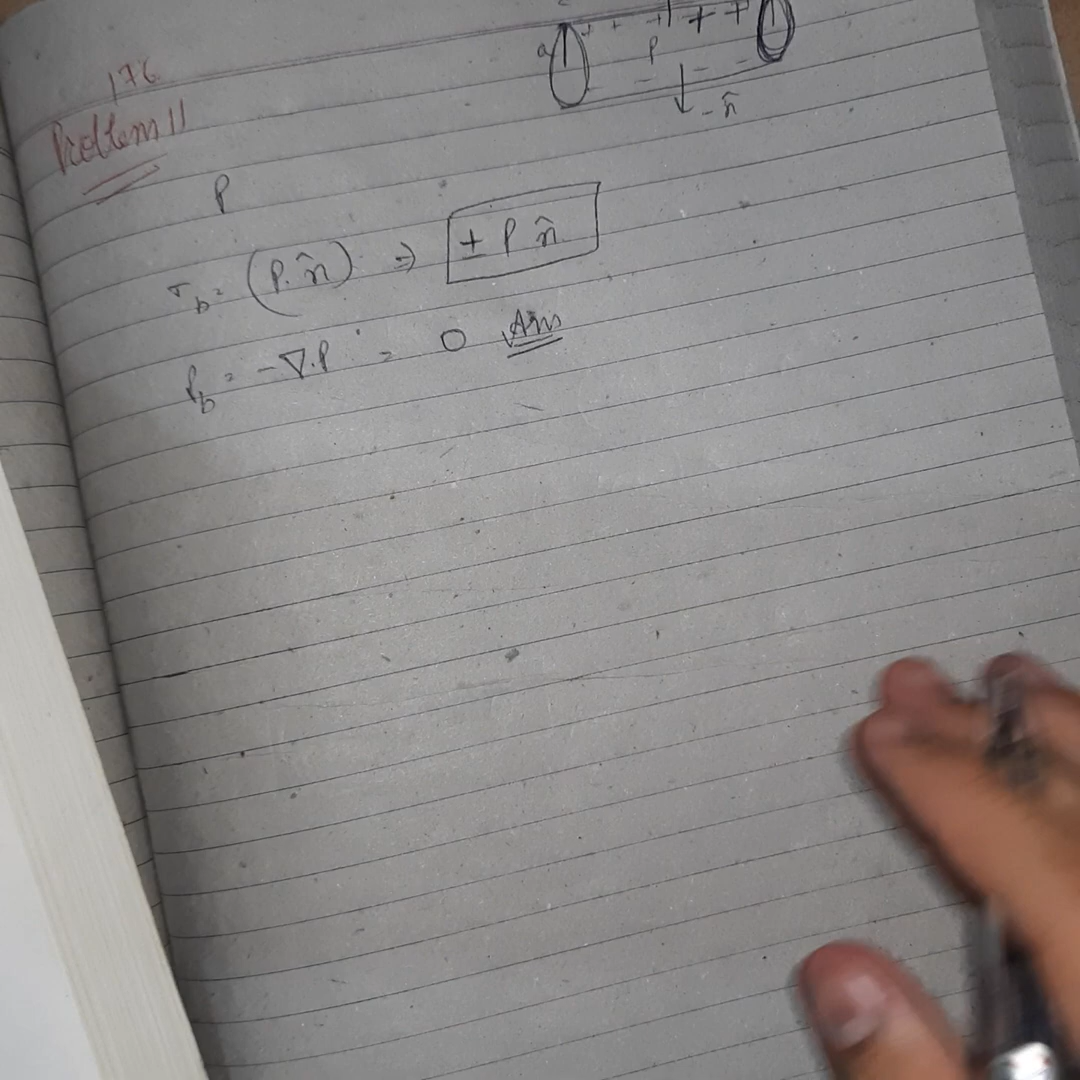 a + + + + +
P
- - - -
- n̂
176
Problem 11
P
σb = (P.n̂) ⇒ ± P n̂
ρb = -∇.P = 0 Ans